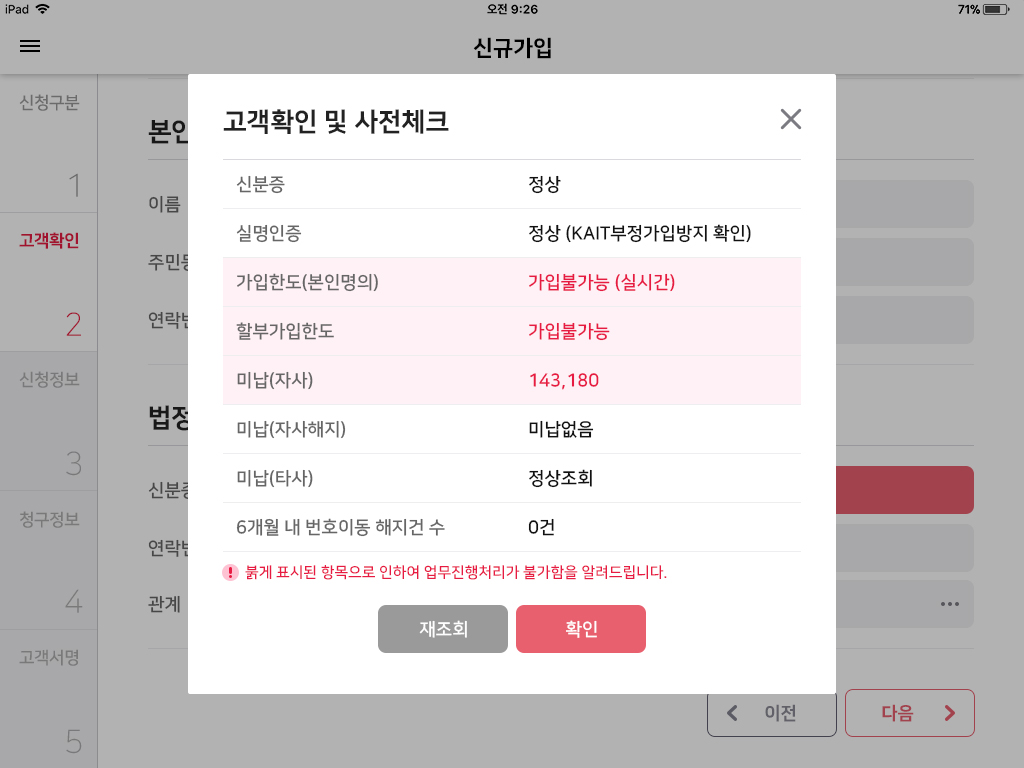 iPad
오전 9:26
71%
신규가입
신청구분
1
고객확인
2
신청정보
3
청구정보
4
고객서명
5
본인
이름
연락
법정
연락
관계
고객확인 및 사전체크
신분증 정상
실명인증 정상 (KAIT부정가입방지 확인)
가입한도(본인명의) 가입불가능 (실시간)
할부가입한도 가입불가능
미납(자사) 143,180
미납(자사해지) 미납없음
미납(타사) 정상조회
6개월 내 번호이동 해지건 수 0건
! 붉게 표시된 항목으로 인하여 업무진행처리가 불가함을 알려드립니다.
재조회
확인
이전
다음